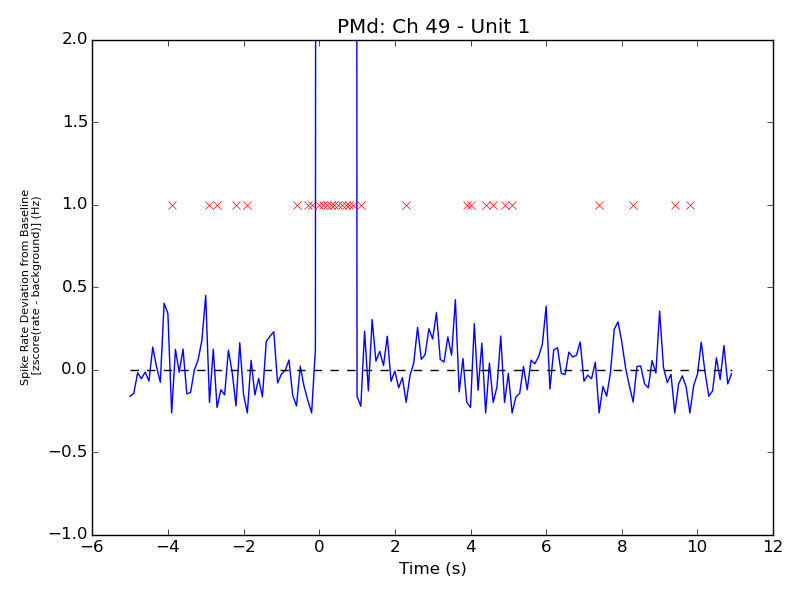 PMd: Ch 49 - Unit 1
2.0
1.5
1.0
0.5
0.0
−0.5
−1.0
−6 −4 −2 0 2 4 6 8 10 12
Time (s)
Spike Rate Deviation from Baseline
[zscore(rate - background)] (Hz)